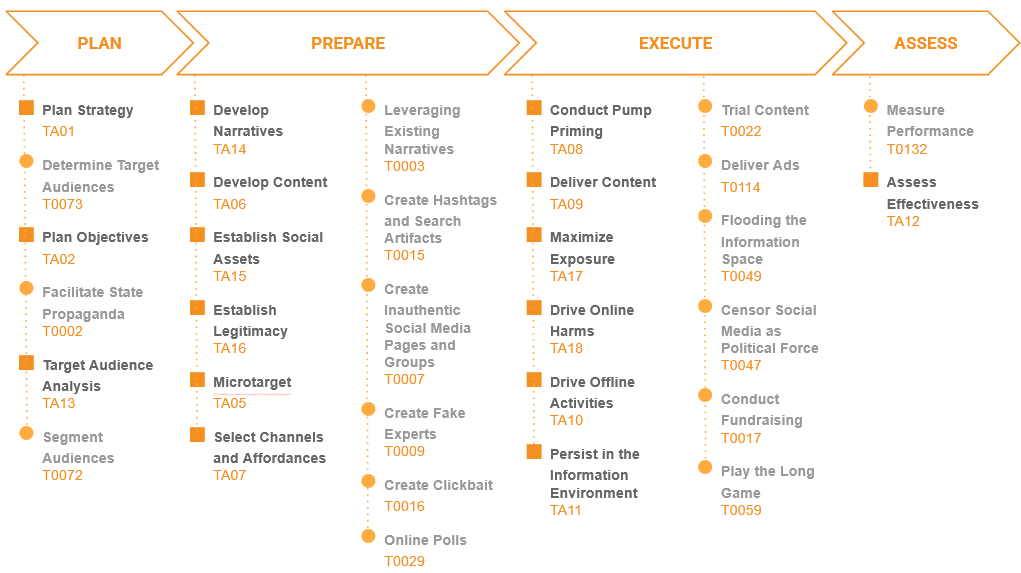 PLAN
PREPARE
EXECUTE
ASSESS
Plan Strategy
TA01
Determine Target
Audiences
T0073
Plan Objectives
TA02
Facilitate State
Propaganda
T0002
Target Audience
Analysis
TA13
Segment
Audiences
T0072
Develop
Narratives
TA14
Develop Content
TA06
Establish Social
Assets
TA15
Establish
Legitimacy
TA16
Microtarget
TA05
Select Channels
and Affordances
TA07
Leveraging
Existing
Narratives
T0003
Create Hashtags
and Search
Artifacts
T0015
Create
Inauthentic
Social Media
Pages and
Groups
T0007
Create Fake
Experts
T0009
Create Clickbait
T0016
Online Polls
T0029
Conduct Pump
Priming
TA08
Deliver Content
TA09
Maximize
Exposure
TA17
Drive Online
Harms
TA18
Drive Offline
Activities
TA10
Persist in the
Information
Environment
TA11
Trial Content
T0022
Deliver Ads
T0114
Flooding the
Information
Space
T0049
Censor Social
Media as
Political Force
T0047
Conduct
Fundraising
T0017
Play the Long
Game
T0059
Measure
Performance
T0132
Assess
Effectiveness
TA12